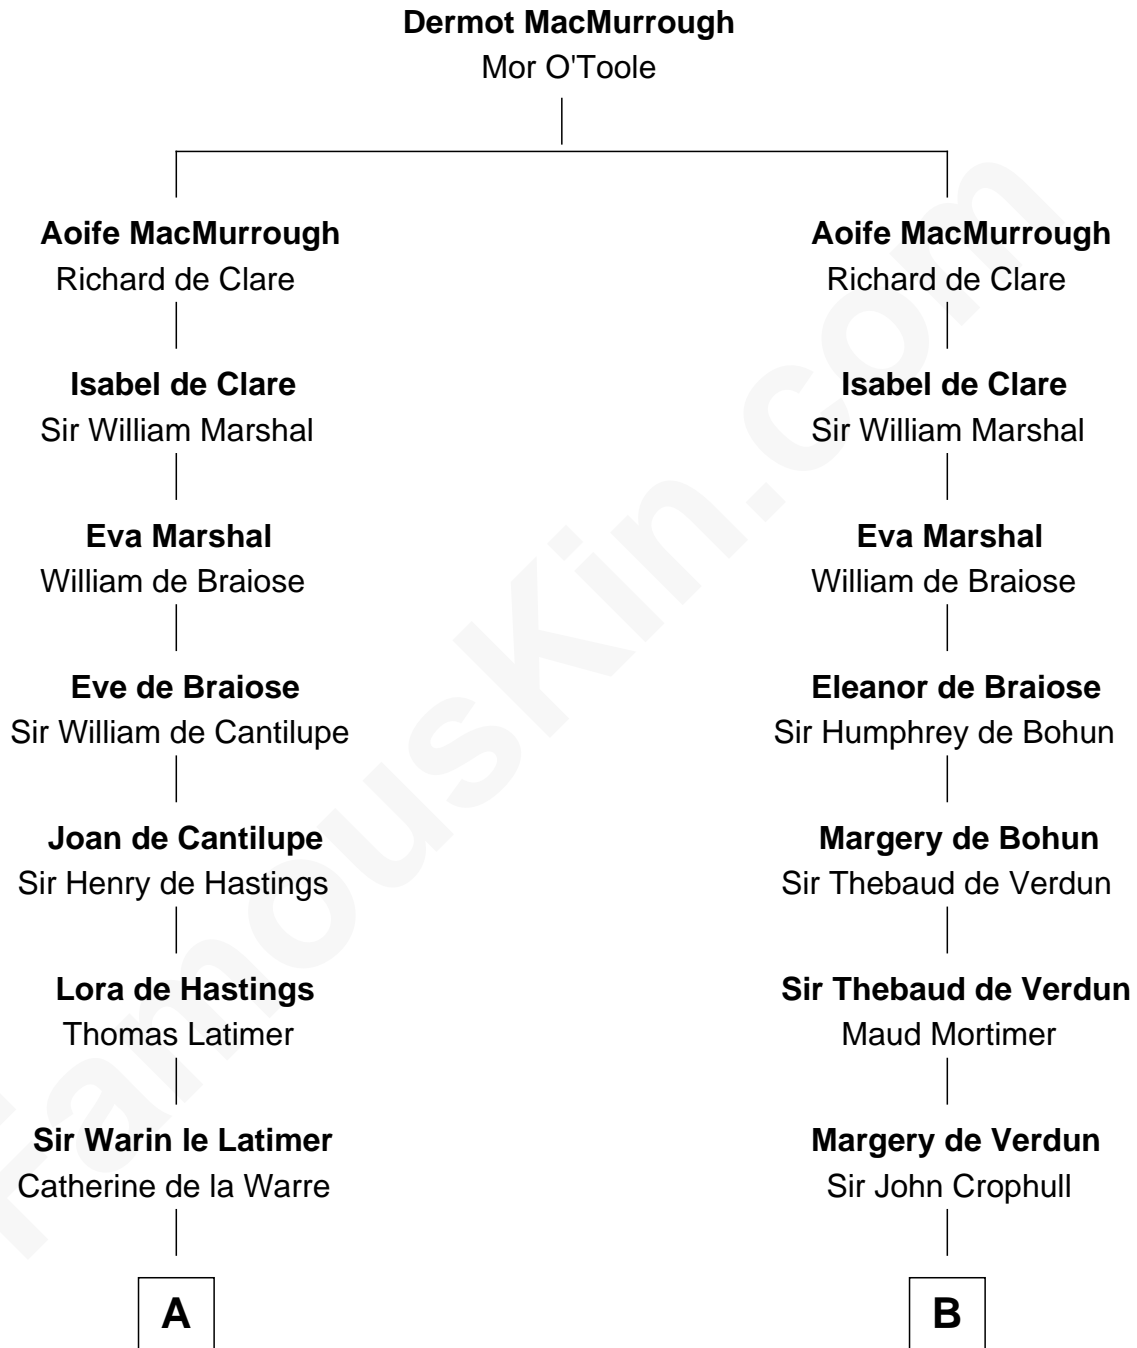 Dermot MacMurrough
Mor O'Toole
Aoife MacMurrough
Richard de Clare
Isabel de Clare
Sir William Marshal
Eva Marshal
William de Braiose
Eve de Braiose
Sir William de Cantilupe
Joan de Cantilupe
Sir Henry de Hastings
Lora de Hastings
Thomas Latimer
Sir Warin le Latimer
Catherine de la Warre
A
Aoife MacMurrough
Richard de Clare
Isabel de Clare
Sir William Marshal
Eva Marshal
William de Braiose
Eleanor de Braiose
Sir Humphrey de Bohun
Margery de Bohun
Sir Thebaud de Verdun
Sir Thebaud de Verdun
Maud Mortimer
Margery de Verdun
Sir John Crophull
B
FamousKin.com